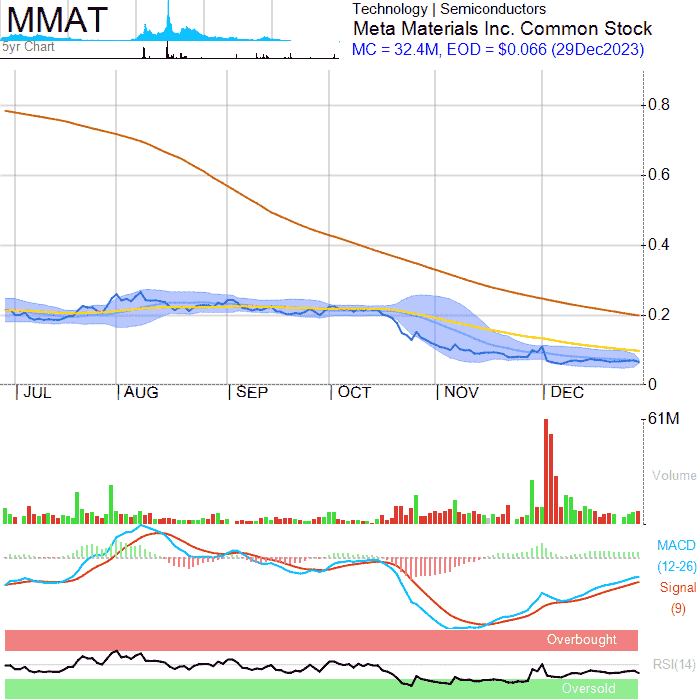 MMAT
5yr Chart
Technology | Semiconductors
Meta Materials Inc. Common Stock
MC = 32.4M, EOD = $0.066 (29Dec2023)
0.8
0.6
0.4
0.2
0
JUL AUG SEP OCT NOV DEC
61M
Volume
MACD
(12-26)
Signal
(9)
Overbought
RSI(14)
Oversold